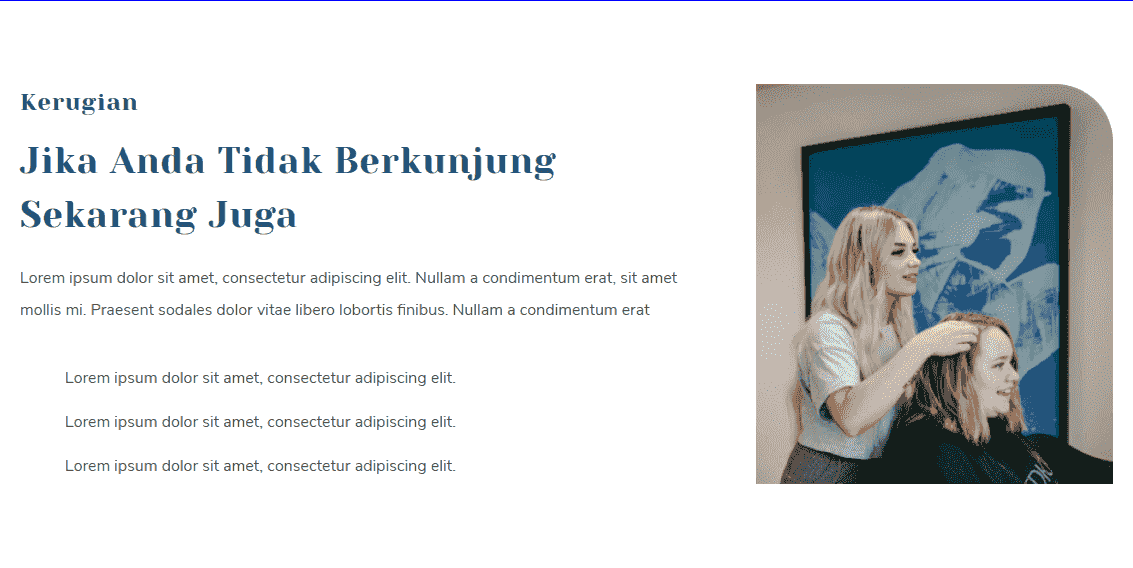 Kerugian
Jika Anda Tidak Berkunjung
Sekarang Juga
Lorem ipsum dolor sit amet, consectetur adipiscing elit. Nullam a condimentum erat, sit amet
mollis mi. Praesent sodales dolor vitae libero lobortis finibus. Nullam a condimentum erat
Lorem ipsum dolor sit amet, consectetur adipiscing elit.
Lorem ipsum dolor sit amet, consectetur adipiscing elit.
Lorem ipsum dolor sit amet, consectetur adipiscing elit.